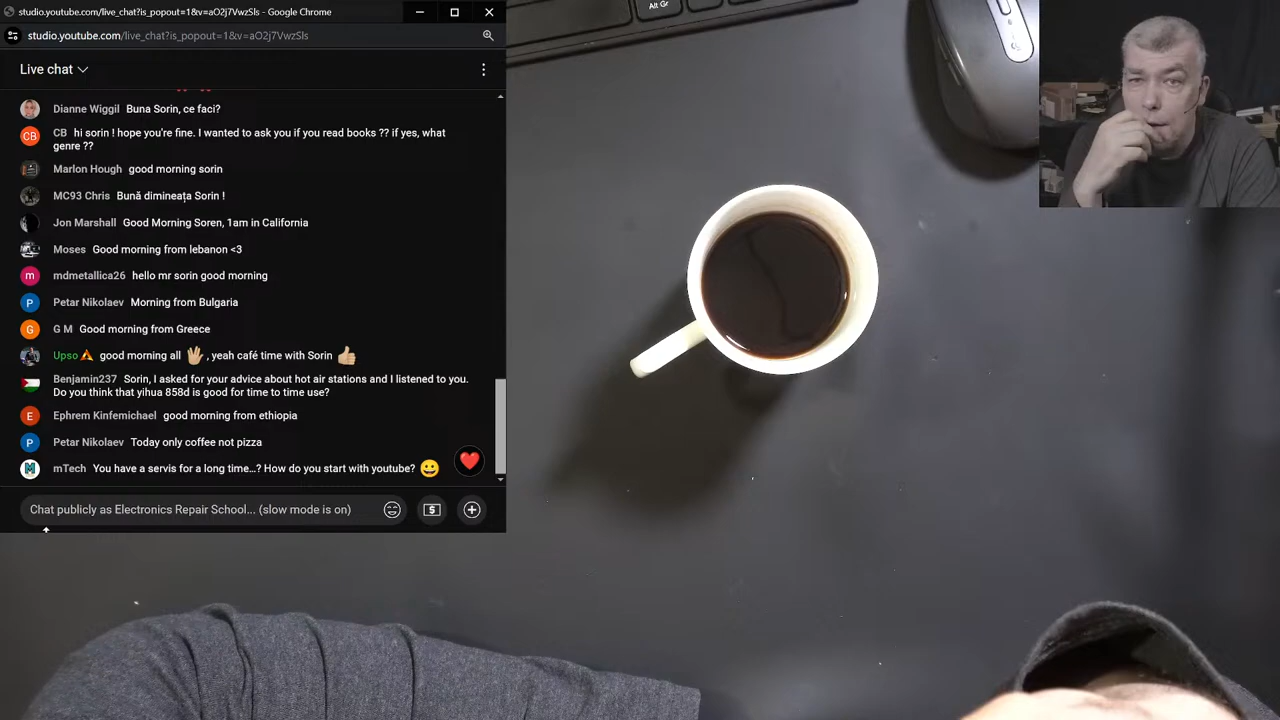 studio.youtube.com/live_chat?is_popout=1&v=aO2j7VwzSls - Google Chrome
studio.youtube.com/live_chat?is_popout=1&v=aO2j7VwzSls
Live chat
Dianne Wiggil Buna Sorin, ce faci?
CB CB hi sorin ! hope you're fine. I wanted to ask you if you read books ?? if yes, what
genre ??
Marlon Hough good morning sorin
MC93 Chris Bună dimineața Sorin !
Jon Marshall Good Morning Soren, 1am in California
Moses Good morning from lebanon <3
m mdmetallica26 hello mr sorin good morning
P Petar Nikolaev Morning from Bulgaria
G G M Good morning from Greece
Upso good morning all 🖖 , yeah café time with Sorin 👍
Benjamin237 Sorin, I asked for your advice about hot air stations and I listened to you.
Do you think that yihua 858d is good for time to time use?
E Ephrem Kinfemichael good morning from ethiopia
P Petar Nikolaev Today only coffee not pizza
M mTech You have a servis for a long time...? How do you start with youtube? 😀
Chat publicly as Electronics Repair School... (slow mode is on)
$
Alt Gr